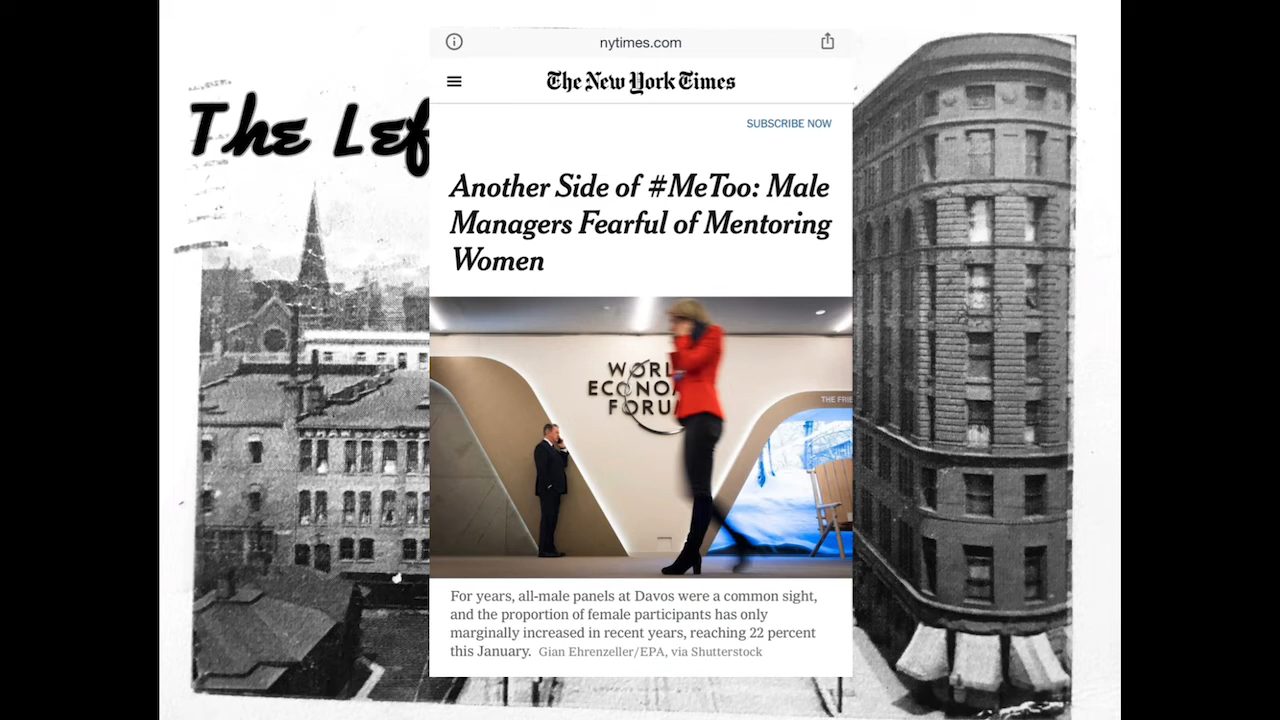 nytimes.com
The New York Times
SUBSCRIBE NOW
The Lef
Another Side of #MeToo: Male
Managers Fearful of Mentoring
Women
WORL
ECONO
FORU
THE FRIE
For years, all-male panels at Davos were a common sight,
and the proportion of female participants has only
marginally increased in recent years, reaching 22 percent
this January. Gian Ehrenzeller/EPA, via Shutterstock